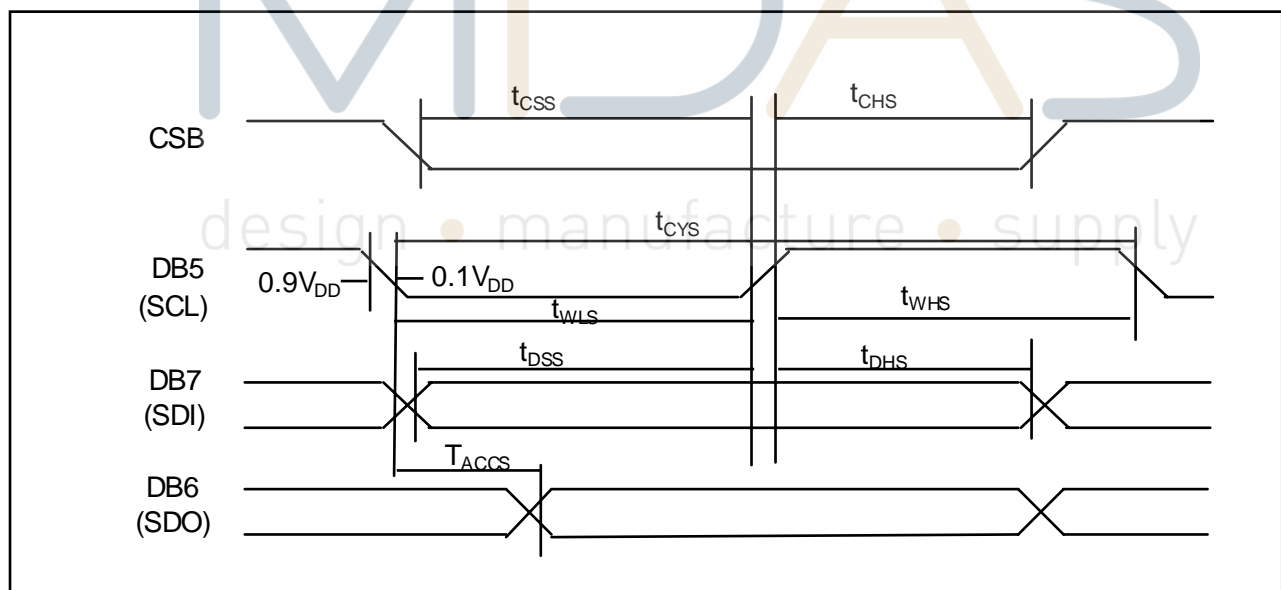 MDAS
tCSS
tCHS
CSB
design • manufacture • supply
tCYS
DB5
(SCL)
0.9VDD
0.1VDD
tWLS
tWHS
tDSS
tDHS
DB7
(SDI)
TACCS
DB6
(SDO)